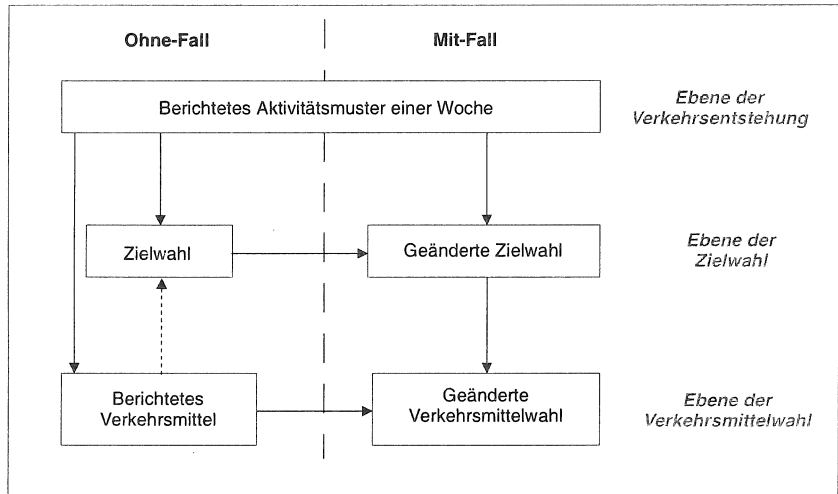 Ohne-Fall
Mit-Fall
Berichtetes Aktivitätsmuster einer Woche
Ebene der
Verkehrsentstehung
Zielwahl
Geänderte Zielwahl
Ebene der
Zielwahl
Berichtetes
Verkehrsmittel
Geänderte
Verkehrsmittelwahl
Ebene der
Verkehrsmittelwahl